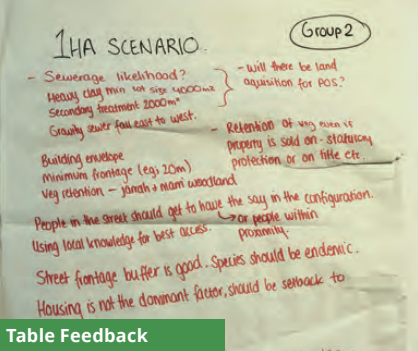 Group 2
1HA SCENARIO.
- Sewerage likelihood?
Heavy clay min lot size 4000m²
Secondary treatment 2000m²
Gravity sewer fall east to west.
- Will there be land
aquisition for POS?
- Retention of veg even if
property is sold on - statutory
protection or on title etc.
Building envelope
minimum frontage (eg; 20m)
Veg retention - jarrah + marri woodland
People in the street should get to have the say in the configuration.
or people within
proximity.
Using local knowledge for best access.
Street frontage buffer is good. Species should be endemic.
Housing is not the dominant factor, should be setback to
Table Feedback